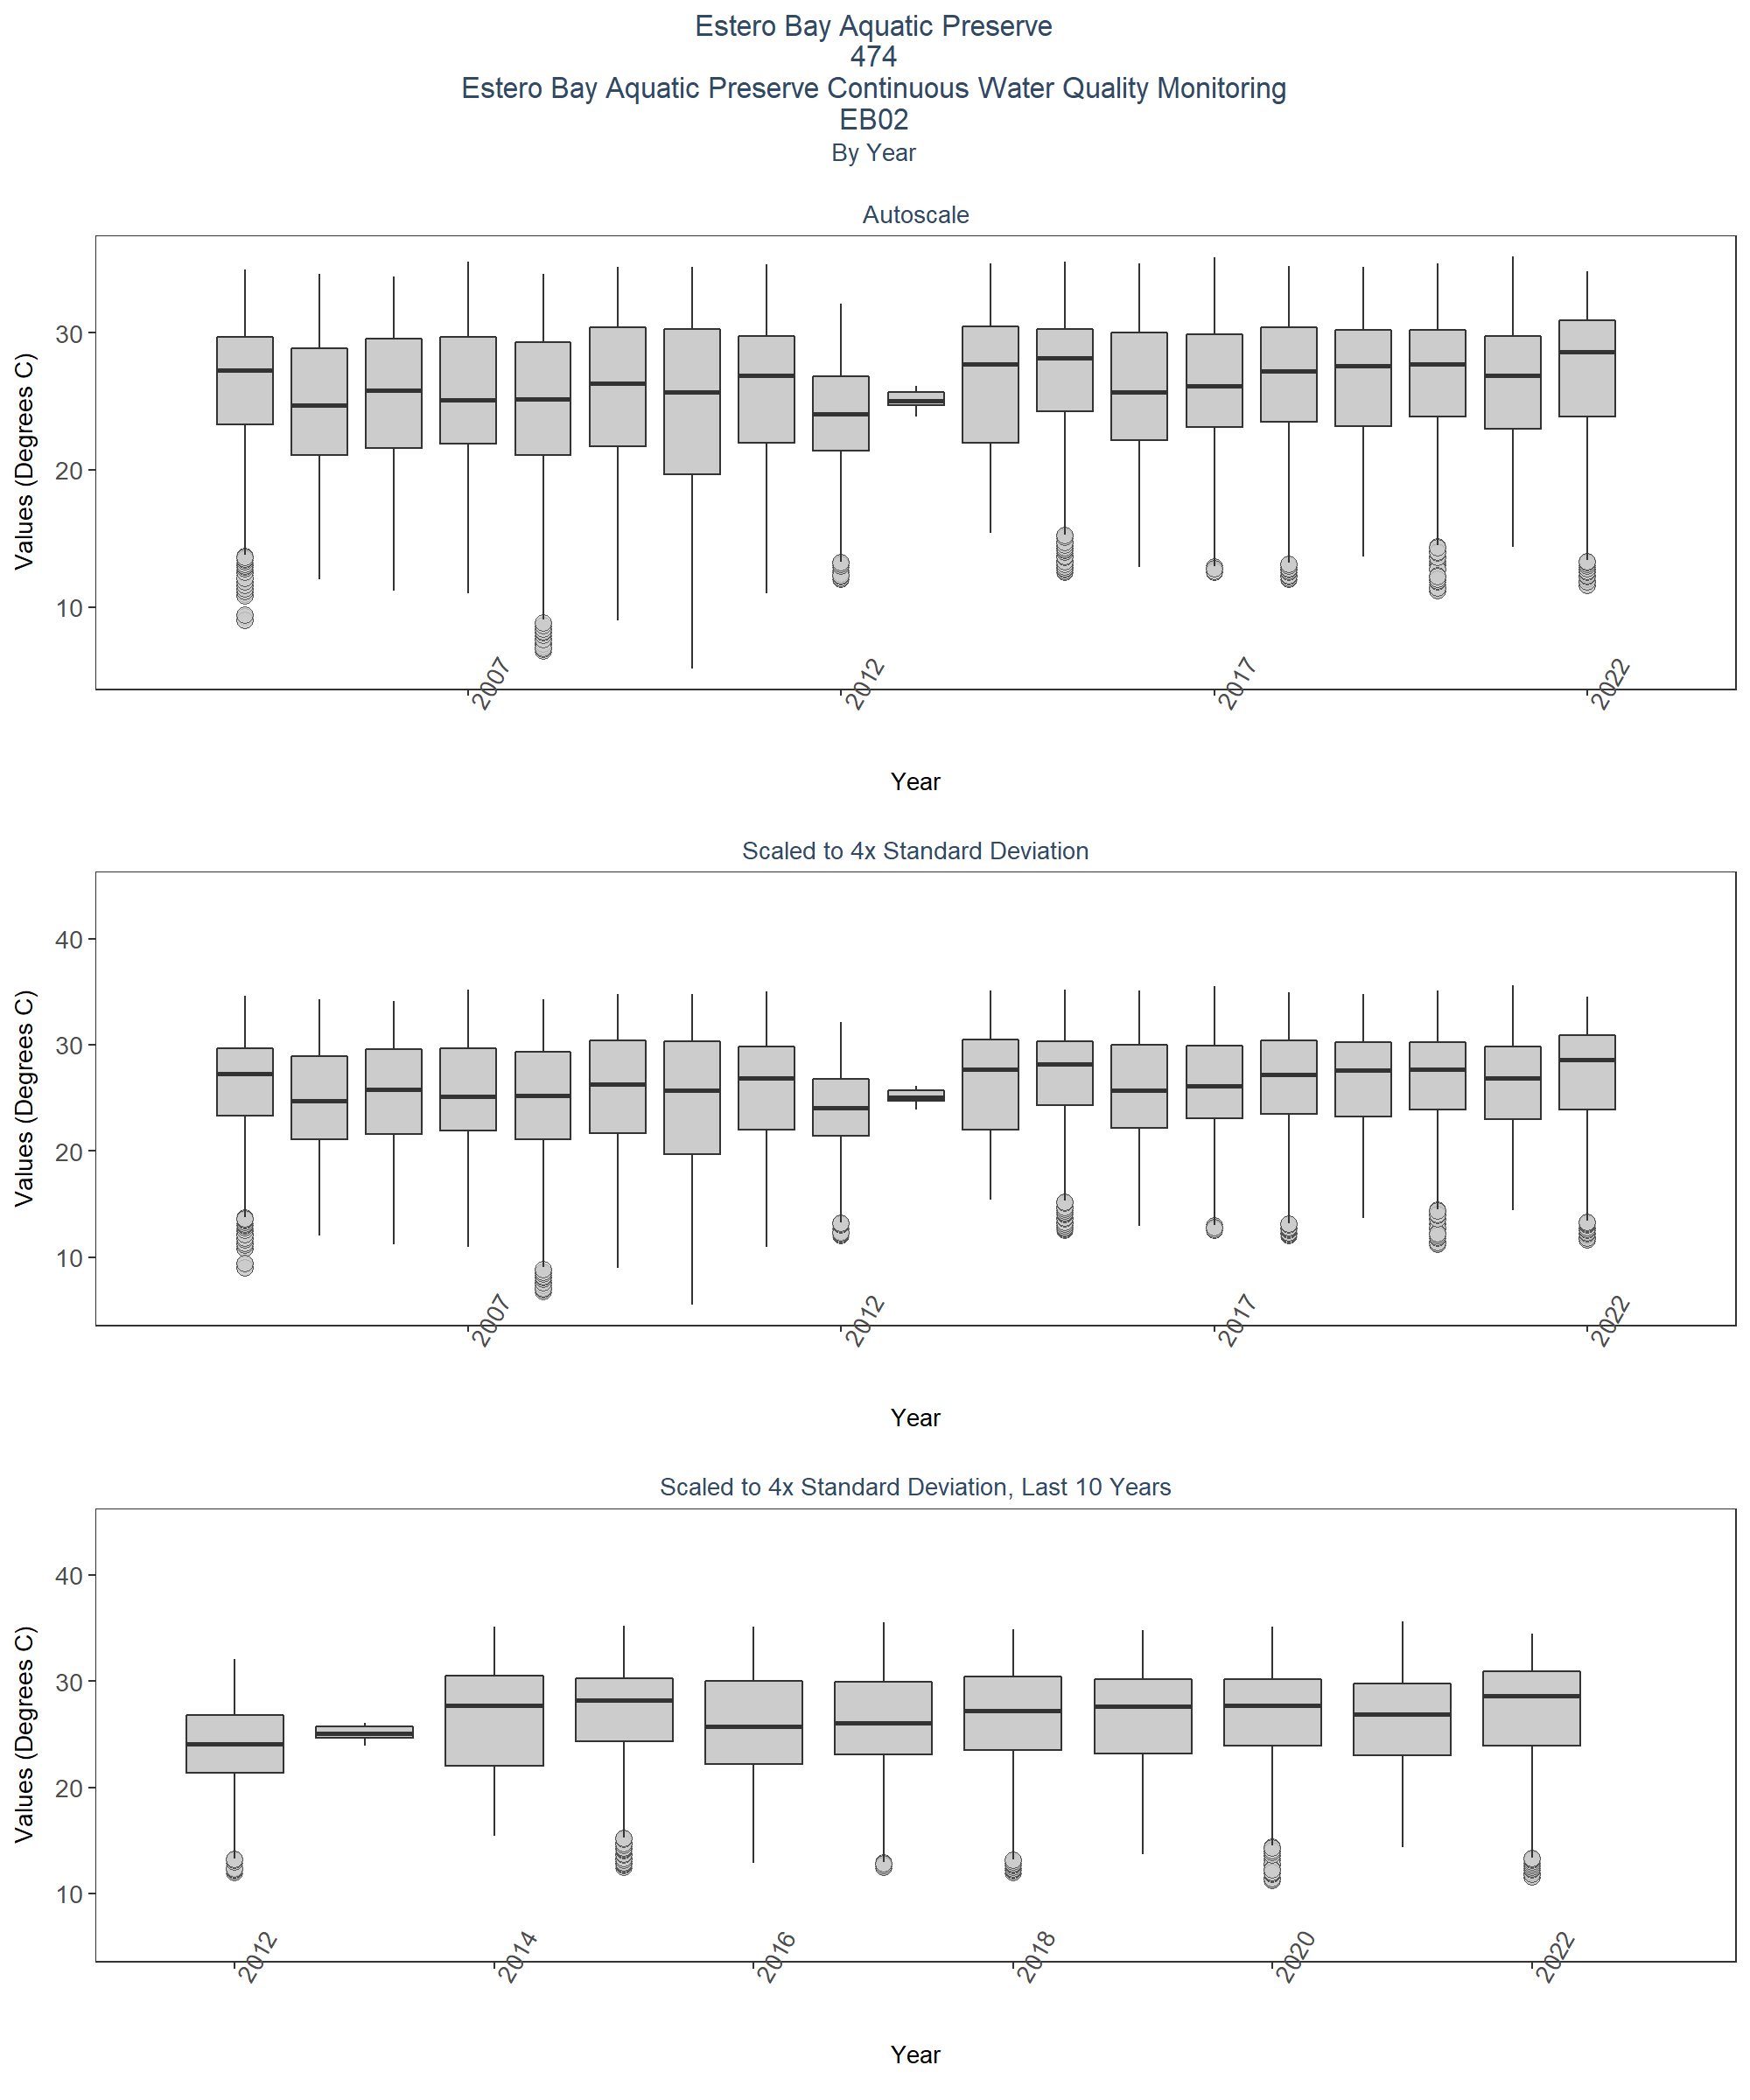 Estero Bay Aquatic Preserve
474
Estero Bay Aquatic Preserve Continuous Water Quality Monitoring
EB02
By Year
Autoscale
Values (Degrees C)
30
20
10
2007
2012
2017
2022
Year
Scaled to 4x Standard Deviation
Values (Degrees C)
40
30
20
10
2007
2012
2017
2022
Year
Scaled to 4x Standard Deviation, Last 10 Years
Values (Degrees C)
40
30
20
10
2012
2014
2016
2018
2020
2022
Year